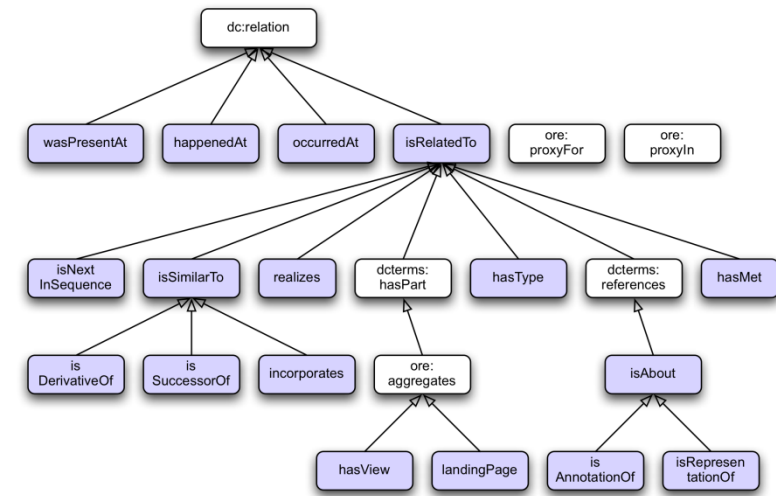 dc:relation
wasPresentAt
happenedAt
occurredAt
isRelatedTo
ore:
proxyFor
ore:
proxyIn
isNext
InSequence
isSimilarTo
realizes
dcterms:
hasPart
hasType
dcterms:
references
hasMet
is
DerivativeOf
is
SuccessorOf
incorporates
ore:
aggregates
isAbout
hasView
landingPage
is
AnnotationOf
isRepresen
tationOf